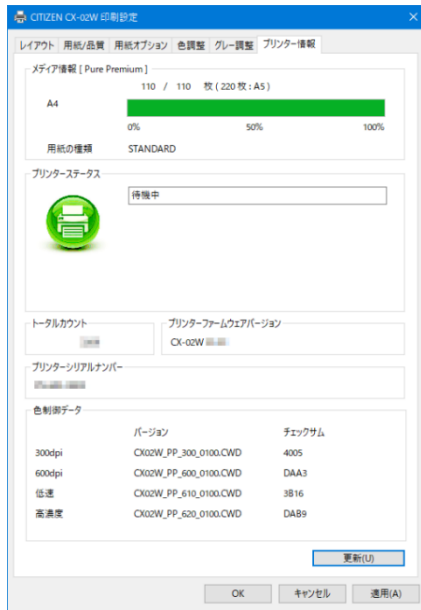 CITIZEN CX-02W 印刷設定
レイアウト 用紙/品質 用紙オプション 色調整 グレー調整 プリンター情報
メディア情報 [ Pure Premium ]
110 / 110 枚 ( 220 枚 : A5 )
A4
0% 50% 100%
用紙の種類 STANDARD
プリンターステータス
待機中
トータルカウント プリンターファームウェアバージョン
CX-02W
プリンターシリアルナンバー
色制御データ
バージョン チェックサム
300dpi CX02W_PP_300_0100.CWD 4005
600dpi CX02W_PP_600_0100.CWD DAA3
低速 CX02W_PP_610_0100.CWD 3B16
高濃度 CX02W_PP_620_0100.CWD DAB9
更新(U)
OK キャンセル 適用(A)